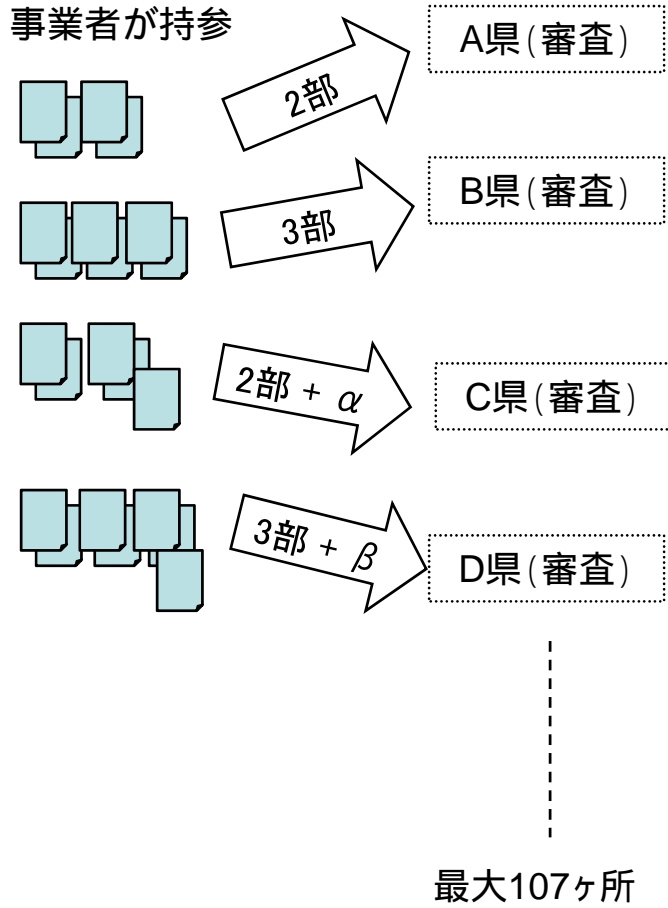 事業者が持参
2部
A県(審査)
3部
B県(審査)
2部 + α
C県(審査)
3部 + β
D県(審査)
最大107ヶ所